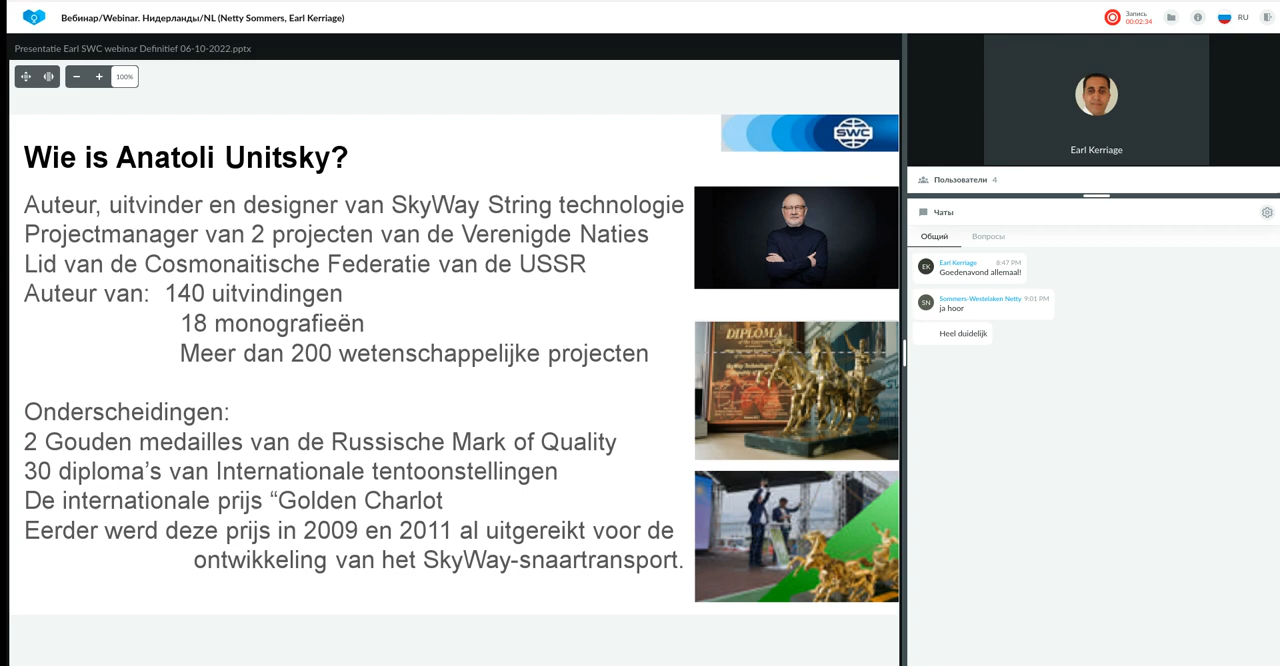 Вебинар/Webinar. Нидерланды/NL (Netty Sommers, Earl Kerriage)
Запись
00:02:34
RU
Presentatie Earl SWC webinar Definitief 06-10-2022.pptx
100%
SWC
Wie is Anatoli Unitsky?
Auteur, uitvinder en designer van SkyWay String technologie
Projectmanager van 2 projecten van de Verenigde Naties
Lid van de Cosmonaitische Federatie van de USSR
Auteur van: 140 uitvindingen
18 monografieën
Meer dan 200 wetenschappelijke projecten
Onderscheidingen:
2 Gouden medailles van de Russische Mark of Quality
30 diploma’s van Internationale tentoonstellingen
De internationale prijs “Golden Charlot
Eerder werd deze prijs in 2009 en 2011 al uitgereikt voor de
ontwikkeling van het SkyWay-snaartransport.
DIPLOMA
Earl Kerriage
Пользователи 4
Чаты
Общий Вопросы
EK
Earl Kerriage 8:47 PM
Goedenavond allemaal!
SN
Sommers-Westelaken Netty 9:01 PM
ja hoor
Heel duidelijk